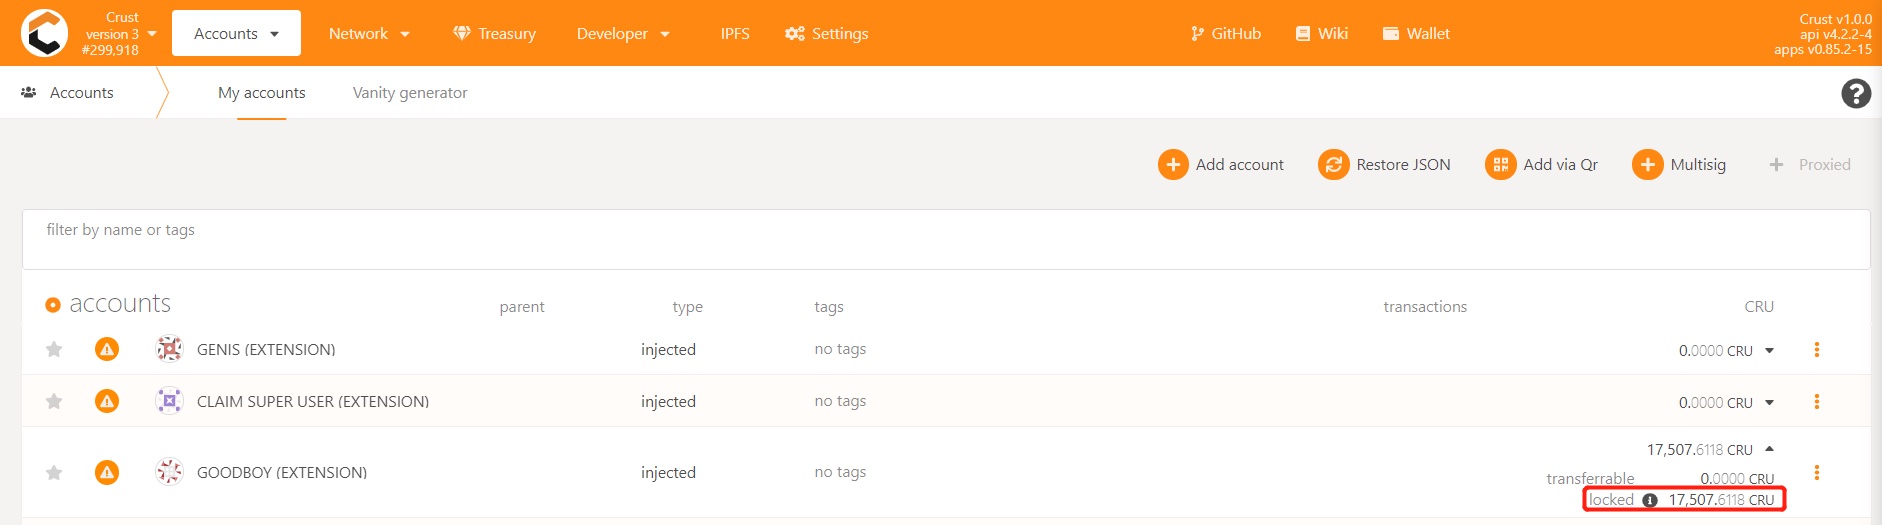 Crust
version 3
#299,918
Accounts
Network
Treasury
Developer
IPFS
Settings
GitHub
Wiki
Wallet
Crust v1.0.0
api v4.2.2-4
apps v0.85.2-15
Accounts
My accounts
Vanity generator
Add account
Restore JSON
Add via Qr
Multisig
Proxied
filter by name or tags
accounts parent type tags transactions CRU
GENIS (EXTENSION) injected no tags 0.0000 CRU
CLAIM SUPER USER (EXTENSION) injected no tags 0.0000 CRU
GOODBOY (EXTENSION) injected no tags 17,507.6118 CRU
transferrable 0.0000 CRU
locked 17,507.6118 CRU